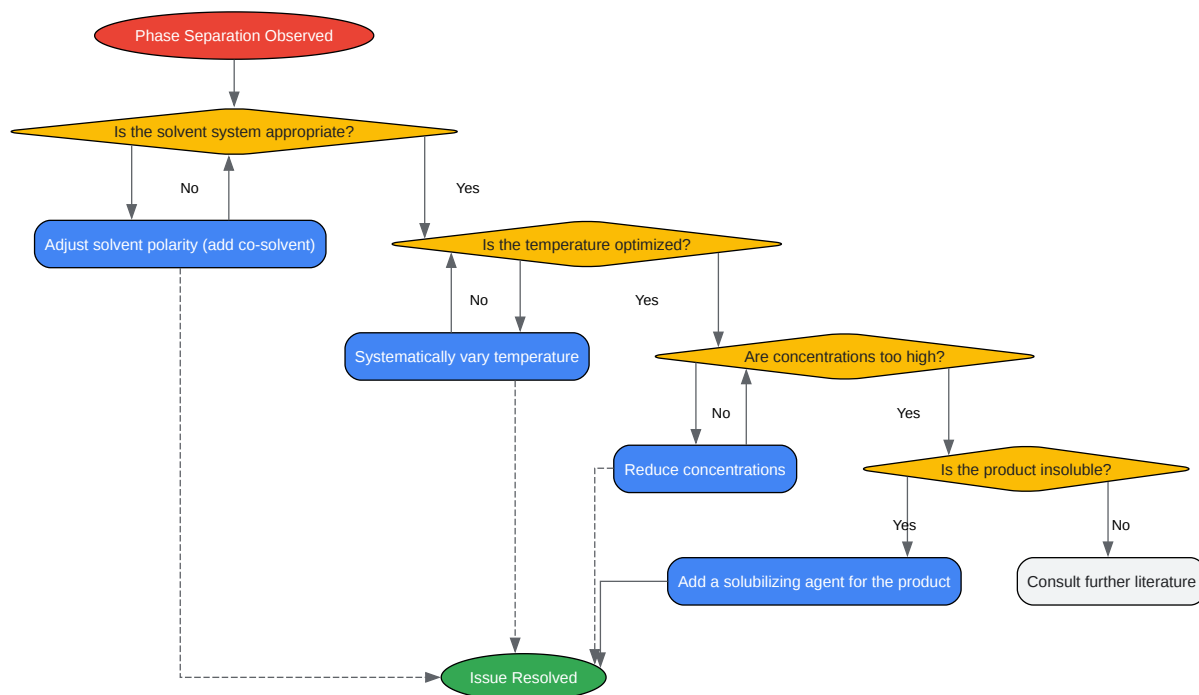 Phase Separation Observed
Is the solvent system appropriate?
No
Yes
Adjust solvent polarity (add co-solvent)
Is the temperature optimized?
No
Yes
Systematically vary temperature
Are concentrations too high?
No
Yes
Reduce concentrations
Is the product insoluble?
Yes
No
Add a solubilizing agent for the product
Consult further literature
Issue Resolved